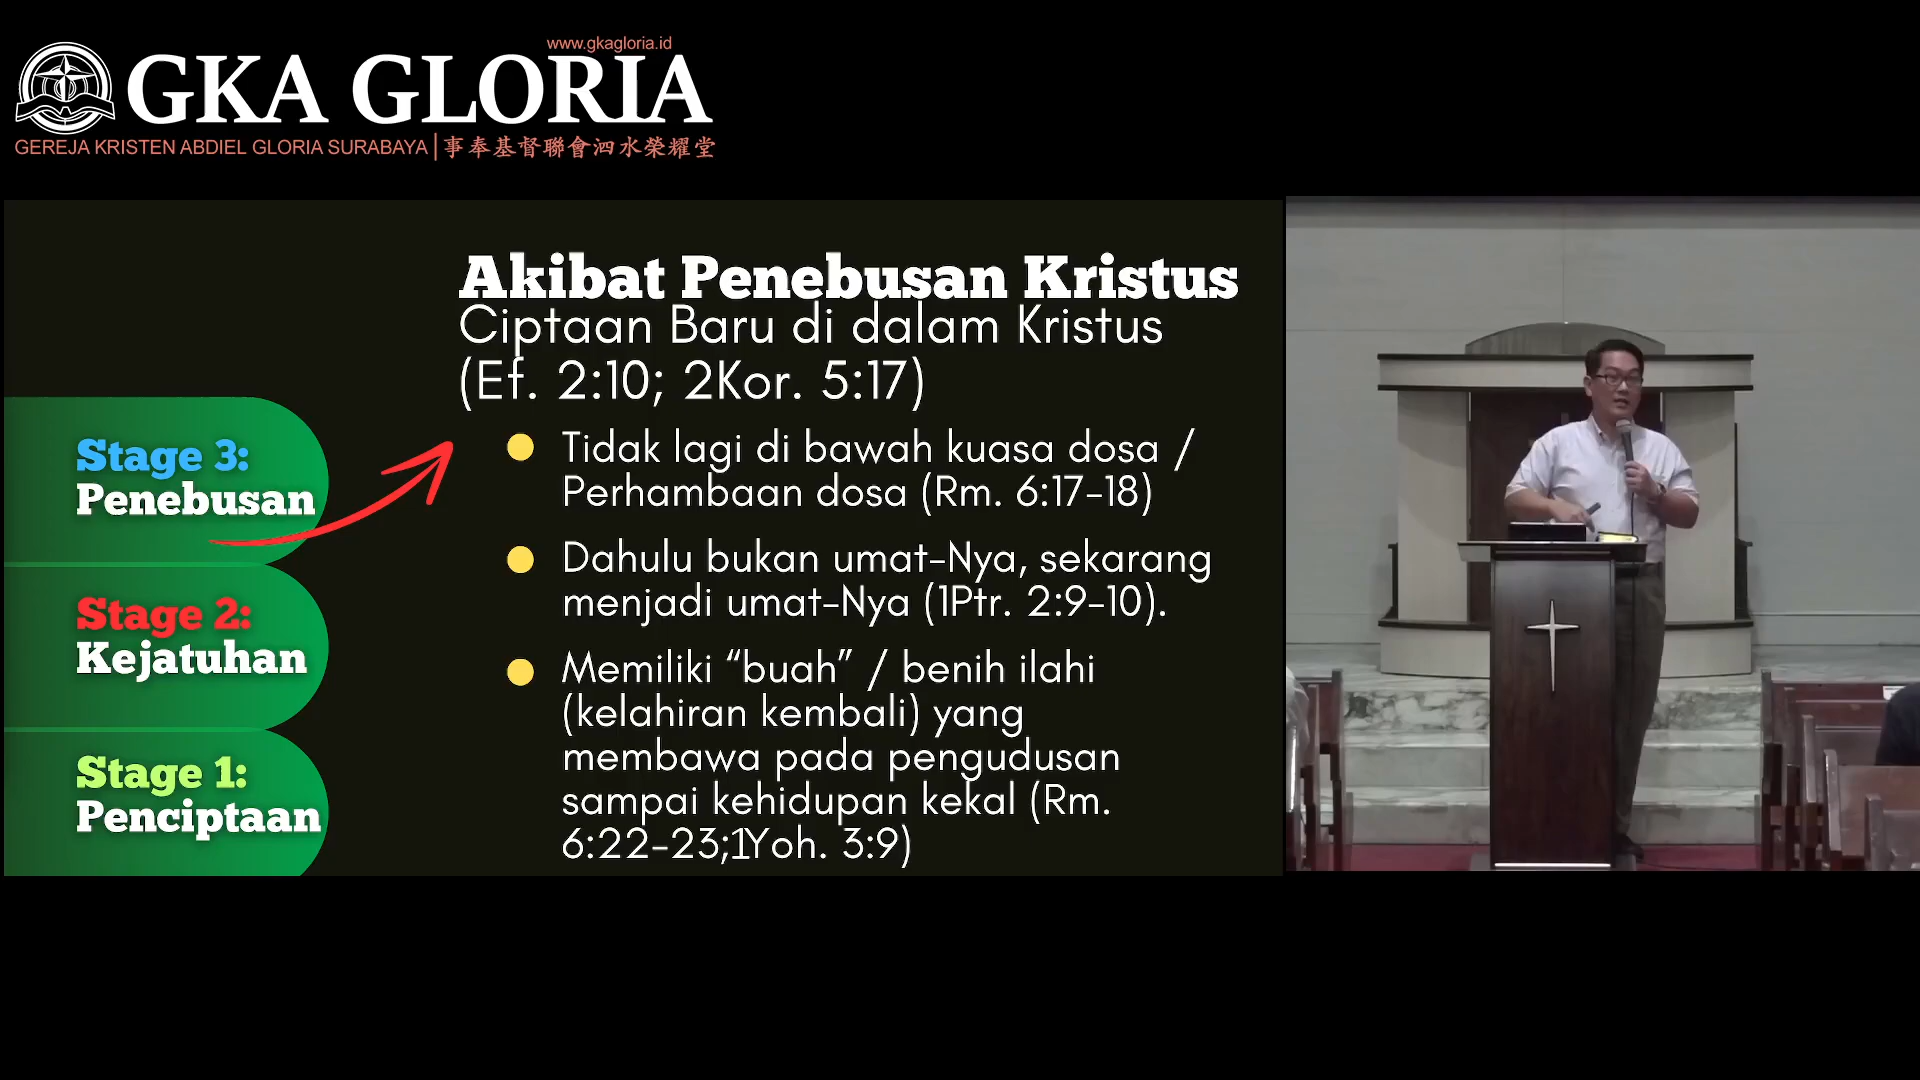 www.gkagloria.id
GKA GLORIA
GEREJA KRISTEN ABDIEL GLORIA SURABAYA | 事奉基督聯會泗水榮耀堂
Akibat Penebusan Kristus
Ciptaan Baru di dalam Kristus
(Ef. 2:10; 2Kor. 5:17)
Tidak lagi di bawah kuasa dosa /
Perhambaan dosa (Rm. 6:17-18)
Dahulu bukan umat-Nya, sekarang
menjadi umat-Nya (1Ptr. 2:9-10).
Memiliki “buah” / benih ilahi
(kelahiran kembali) yang
membawa pada pengudusan
sampai kehidupan kekal (Rm.
6:22-23;1Yoh. 3:9)
Stage 3:
Penebusan
Stage 2:
Kejatuhan
Stage 1:
Penciptaan